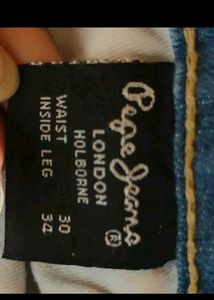 Pepe Jeans ®
LONDON
HOLBORNE
WAIST 30
INSIDE LEG 34